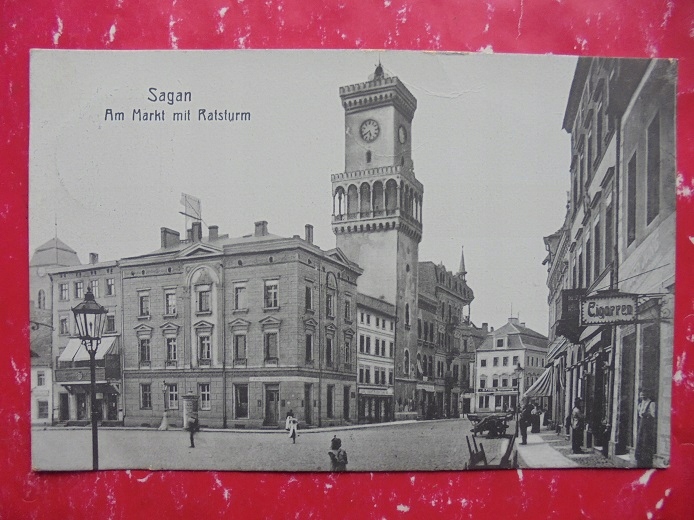 Sagan
Am Markt mit Ratsturm
Cigarren